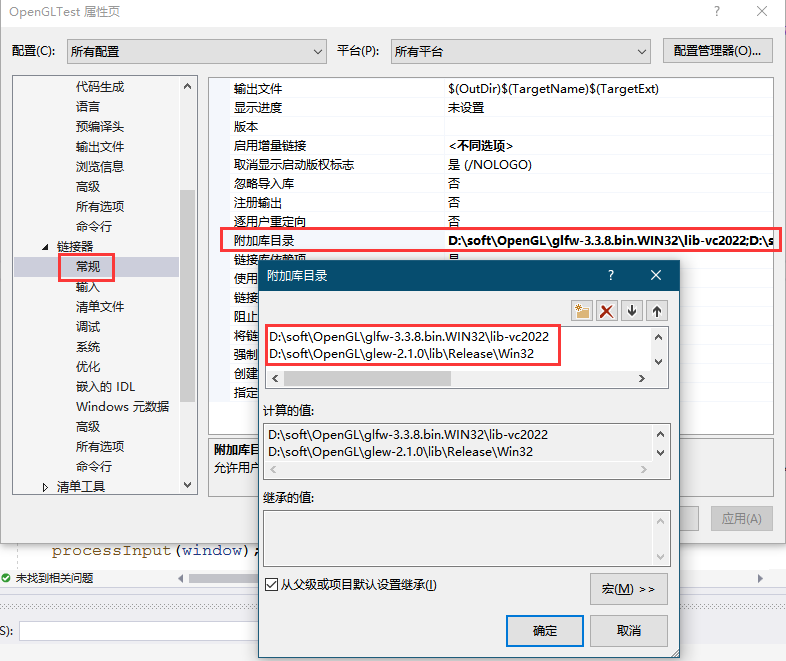 OpenGLTest 属性页
配置(C): 所有配置 平台(P): 所有平台 配置管理器(O)...
代码生成
语言
预编译头
输出文件
浏览信息
高级
所有选项
命令行
链接器
常规
输入
清单文件
调试
系统
优化
嵌入的 IDL
Windows 元数据
高级
所有选项
命令行
清单工具
输出文件 $(OutDir)$(TargetName)$(TargetExt)
显示进度 未设置
版本
启用增量链接 <不同选项>
取消显示启动版权标志 是 (/NOLOGO)
忽略导入库 否
注册输出 否
逐用户重定向 否
附加库目录 D:\soft\OpenGL\glfw-3.3.8.bin.WIN32\lib-vc2022;D:\s
链接库依赖项 是
使用
链接
阻止
将链
强制
创建
指定
附加库目
允许用户
应用(A)
附加库目录
D:\soft\OpenGL\glfw-3.3.8.bin.WIN32\lib-vc2022
D:\soft\OpenGL\glew-2.1.0\lib\Release\Win32
计算的值:
D:\soft\OpenGL\glfw-3.3.8.bin.WIN32\lib-vc2022
D:\soft\OpenGL\glew-2.1.0\lib\Release\Win32
继承的值:
从父级或项目默认设置继承(I)
宏(M) >>
确定 取消
processInput(window);
未找到相关问题
S):